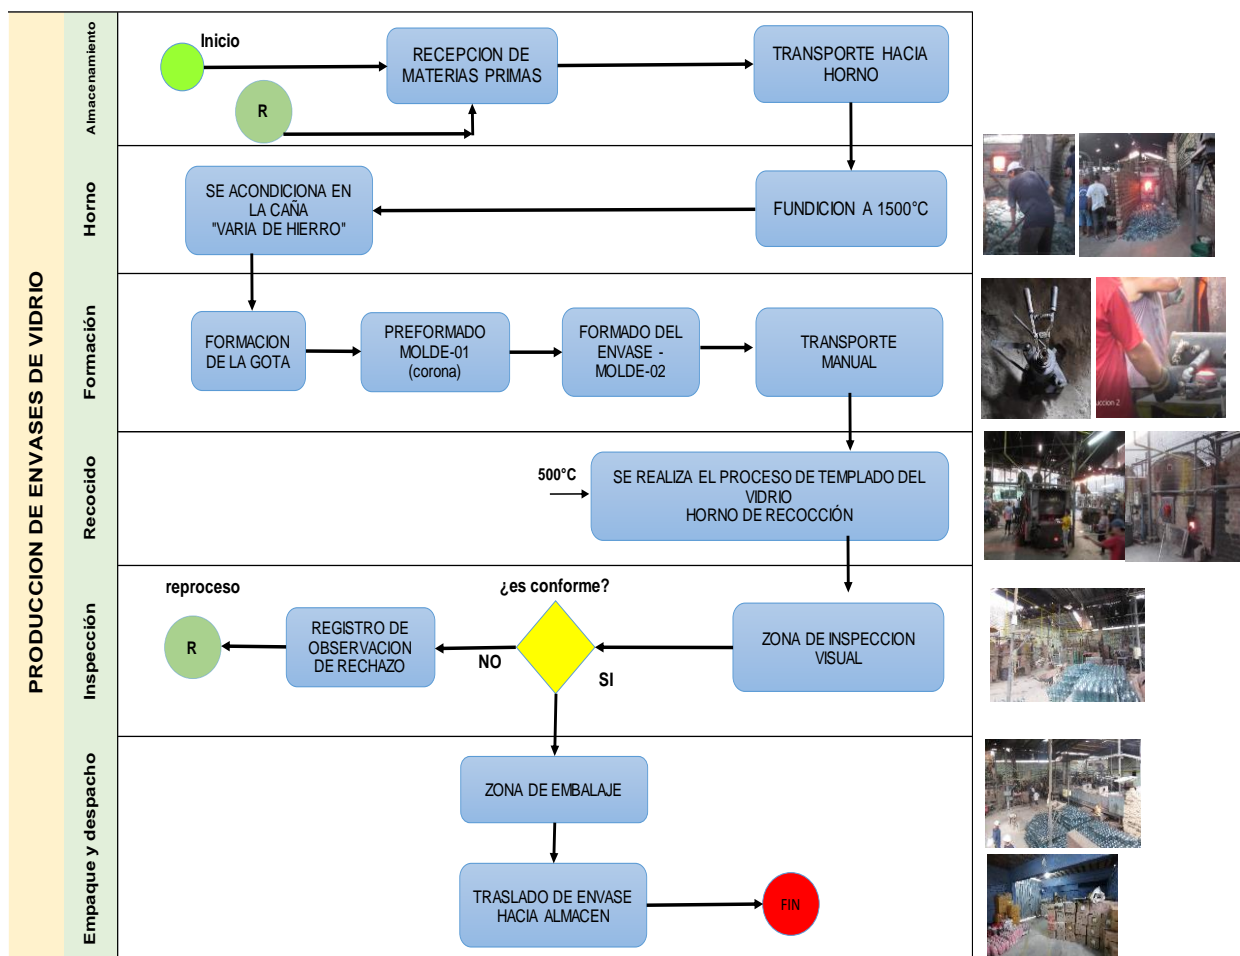 PRODUCCION DE ENVASES DE VIDRIO
Almacenamiento
Inicio
R
RECEPCION DE
MATERIAS PRIMAS
TRANSPORTE HACIA
HORNO
Horno
SE ACONDICIONA EN
LA CAÑA
"VARIA DE HIERRO"
FUNDICION A 1500°C
Formación
FORMACION
DE LA GOTA
PREFORMADO
MOLDE-01
(corona)
FORMADO DEL
ENVASE -
MOLDE-02
TRANSPORTE
MANUAL
uccion 2
Recocido
500°C
SE REALIZA EL PROCESO DE TEMPLADO DEL
VIDRIO
HORNO DE RECOCCIÓN
Inspección
reproceso
R
REGISTRO DE
OBSERVACION
DE RECHAZO
¿es conforme?
NO
SI
ZONA DE INSPECCION
VISUAL
Empaque y despacho
ZONA DE EMBALAJE
TRASLADO DE ENVASE
HACIA ALMACEN
FIN